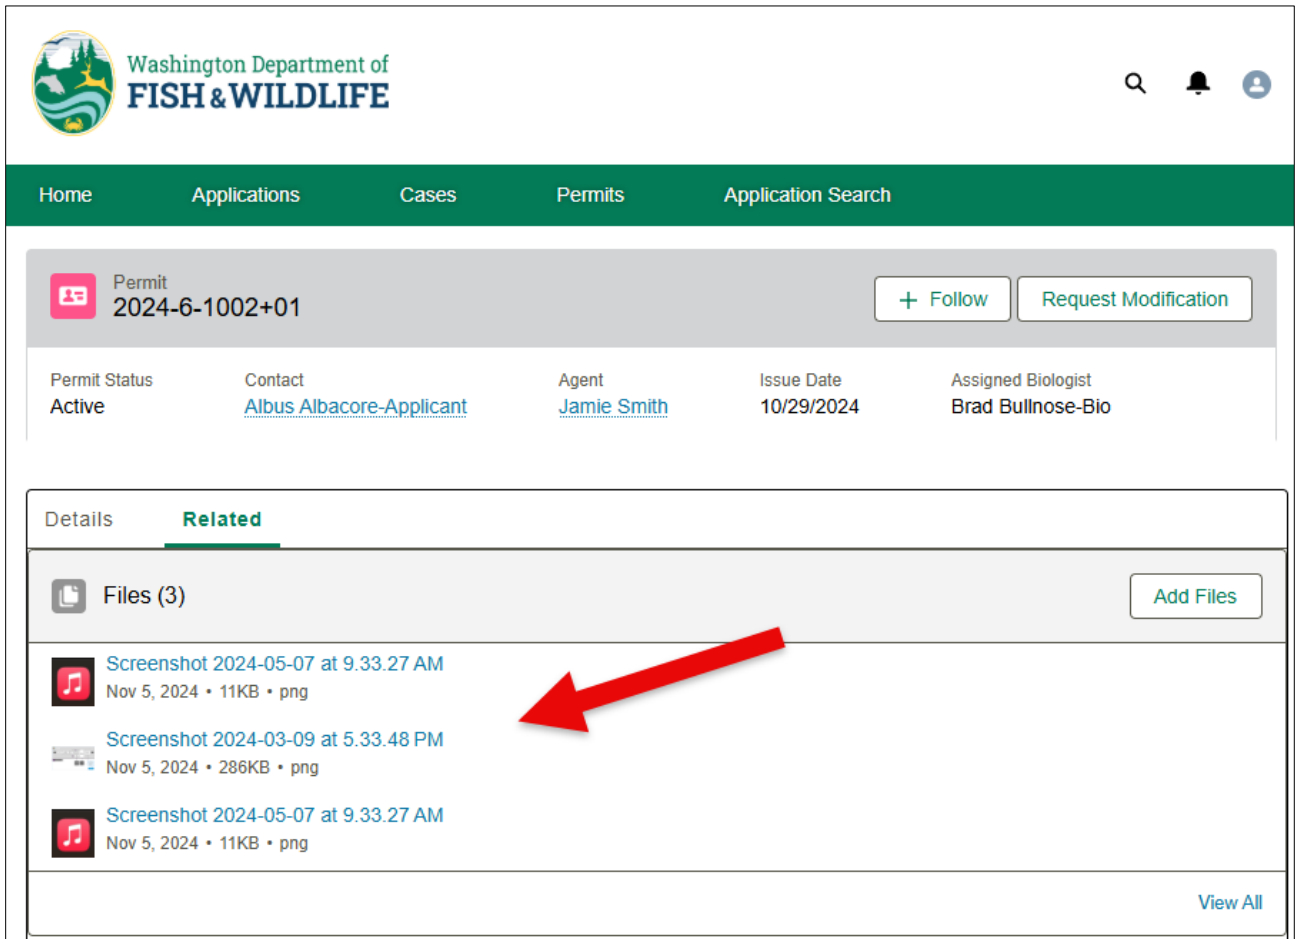 Washington Department of
FISH & WILDLIFE
Home Applications Cases Permits Application Search
Permit
2024-6-1002+01
+ Follow Request Modification
Permit Status Contact Agent Issue Date Assigned Biologist
Active Albus Albacore-Applicant Jamie Smith 10/29/2024 Brad Bullnose-Bio
Details Related
Files (3) Add Files
Screenshot 2024-05-07 at 9.33.27 AM
Nov 5, 2024 • 11KB • png
Screenshot 2024-03-09 at 5.33.48 PM
Nov 5, 2024 • 286KB • png
Screenshot 2024-05-07 at 9.33.27 AM
Nov 5, 2024 • 11KB • png
View All